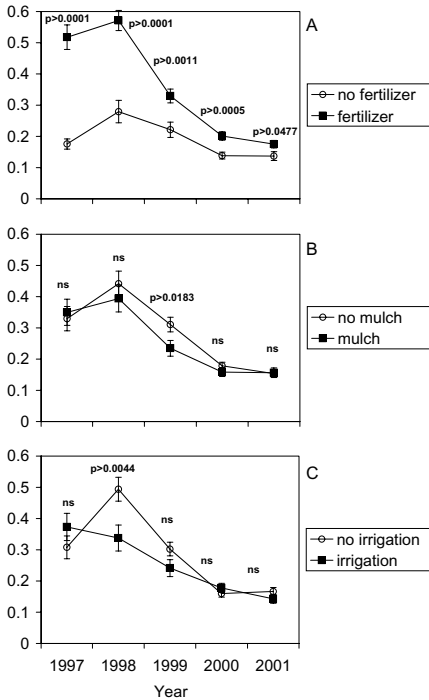 0.6
0.5
0.4
0.3
0.2
0.1
0
p>0.0001
p>0.0001
p>0.0011
p>0.0005
p>0.0477
A
no fertilizer
fertilizer
0.6
0.5
0.4
0.3
0.2
0.1
0
ns
ns
p>0.0183
ns
ns
B
no mulch
mulch
0.6
0.5
0.4
0.3
0.2
0.1
0
ns
p>0.0044
ns
ns
ns
C
no irrigation
irrigation
1997 1998 1999 2000 2001
Year